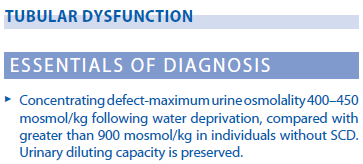 TUBULAR DYSFUNCTION
ESSENTIALS OF DIAGNOSIS
▸ Concentrating defect-maximum urine osmolality 400–450
mosmol/kg following water deprivation, compared with
greater than 900 mosmol/kg in individuals without SCD.
Urinary diluting capacity is preserved.